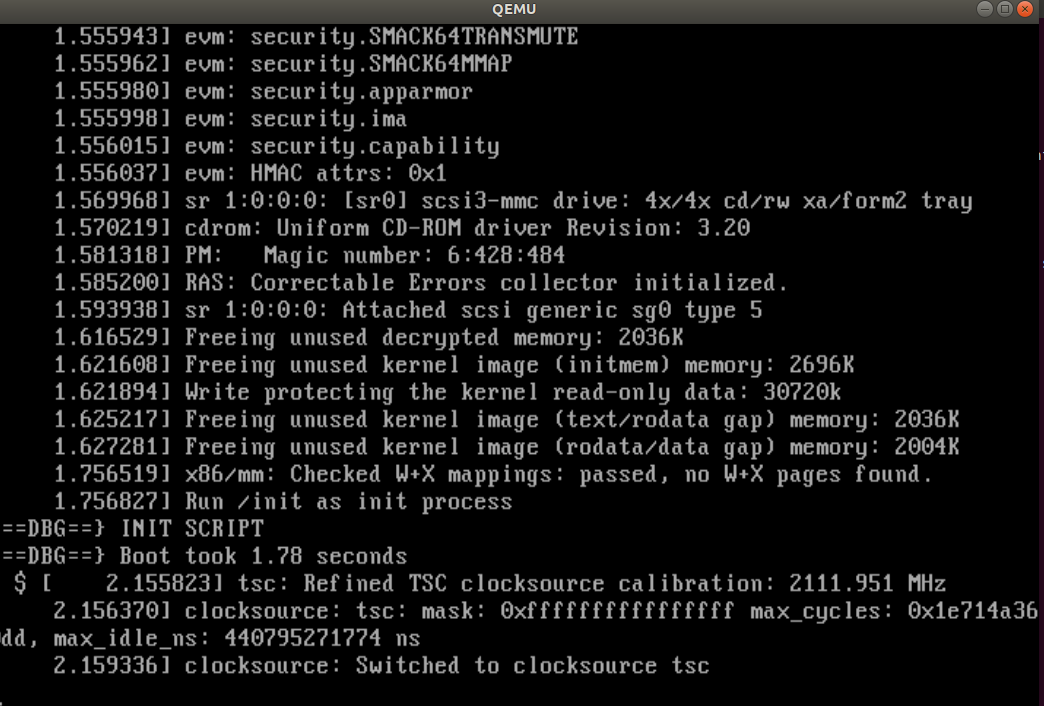 QEMU
1.555943] evm: security.SMACK64TRANSMUTE
1.555962] evm: security.SMACK64MMAP
1.555980] evm: security.apparmor
1.555998] evm: security.ima
1.556015] evm: security.capability
1.556037] evm: HMAC attrs: 0x1
1.569968] sr 1:0:0:0: [sr0] scsi3-mmc drive: 4x/4x cd/rw xa/form2 tray
1.570219] cdrom: Uniform CD-ROM driver Revision: 3.20
1.581318] PM:   Magic number: 6:428:484
1.585200] RAS: Correctable Errors collector initialized.
1.593938] sr 1:0:0:0: Attached scsi generic sg0 type 5
1.616529] Freeing unused decrypted memory: 2036K
1.621608] Freeing unused kernel image (initmem) memory: 2696K
1.621894] Write protecting the kernel read-only data: 30720k
1.625217] Freeing unused kernel image (text/rodata gap) memory: 2036K
1.627281] Freeing unused kernel image (rodata/data gap) memory: 2004K
1.756519] x86/mm: Checked W+X mappings: passed, no W+X pages found.
1.756827] Run /init as init process
==DBG==} INIT SCRIPT
==DBG==} Boot took 1.78 seconds
$ [    2.155823] tsc: Refined TSC clocksource calibration: 2111.951 MHz
2.156370] clocksource: tsc: mask: 0xffffffffffffffff max_cycles: 0x1e714a36
dd, max_idle_ns: 440795271774 ns
2.159336] clocksource: Switched to clocksource tsc